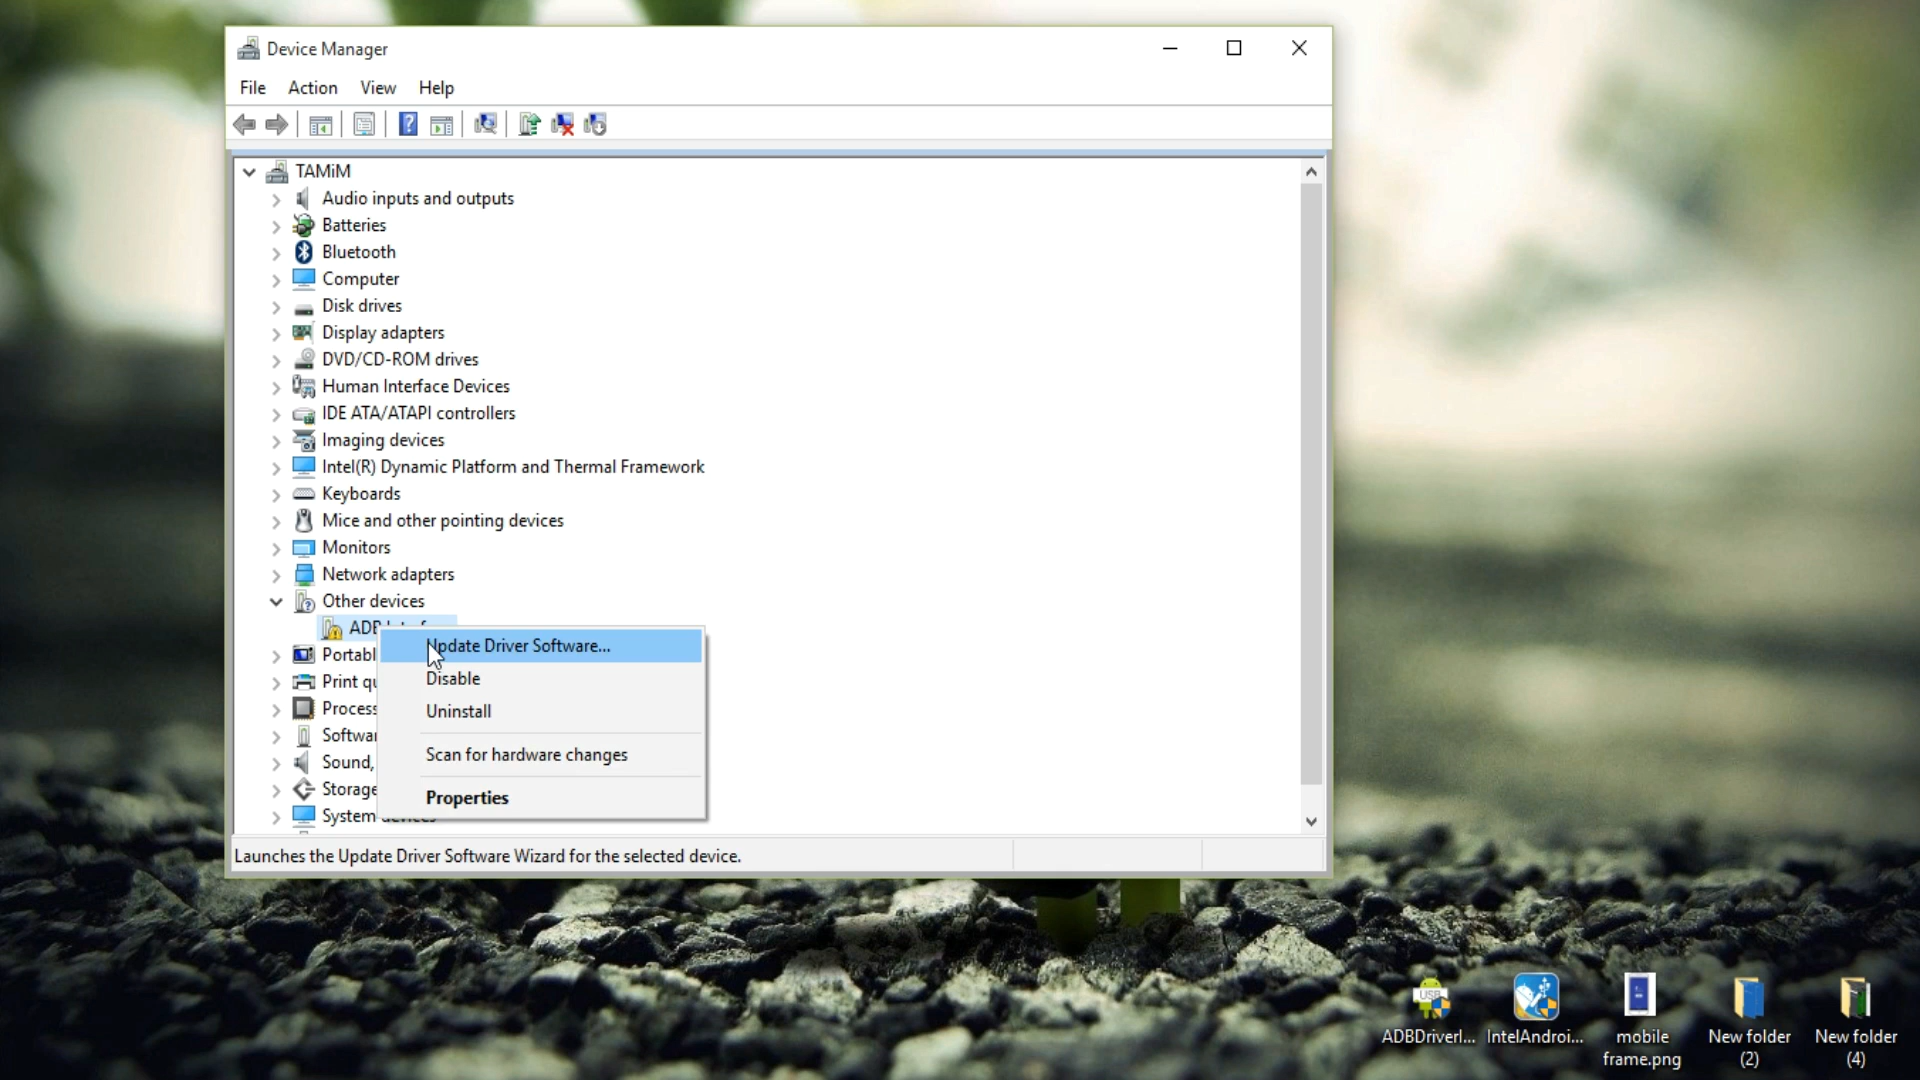 Device Manager
File Action View Help
TAMiM
Audio inputs and outputs
Batteries
Bluetooth
Computer
Disk drives
Display adapters
DVD/CD-ROM drives
Human Interface Devices
IDE ATA/ATAPI controllers
Imaging devices
Intel(R) Dynamic Platform and Thermal Framework
Keyboards
Mice and other pointing devices
Monitors
Network adapters
Other devices
ADB
Update Driver Software...
Portabl
Disable
Print qu
Process
Uninstall
Softwar
Sound,
Scan for hardware changes
Storage
Properties
System devices
Launches the Update Driver Software Wizard for the selected device.
USB
ADBDriverI... IntelAndroi... mobile frame.png New folder (2) New folder (4)